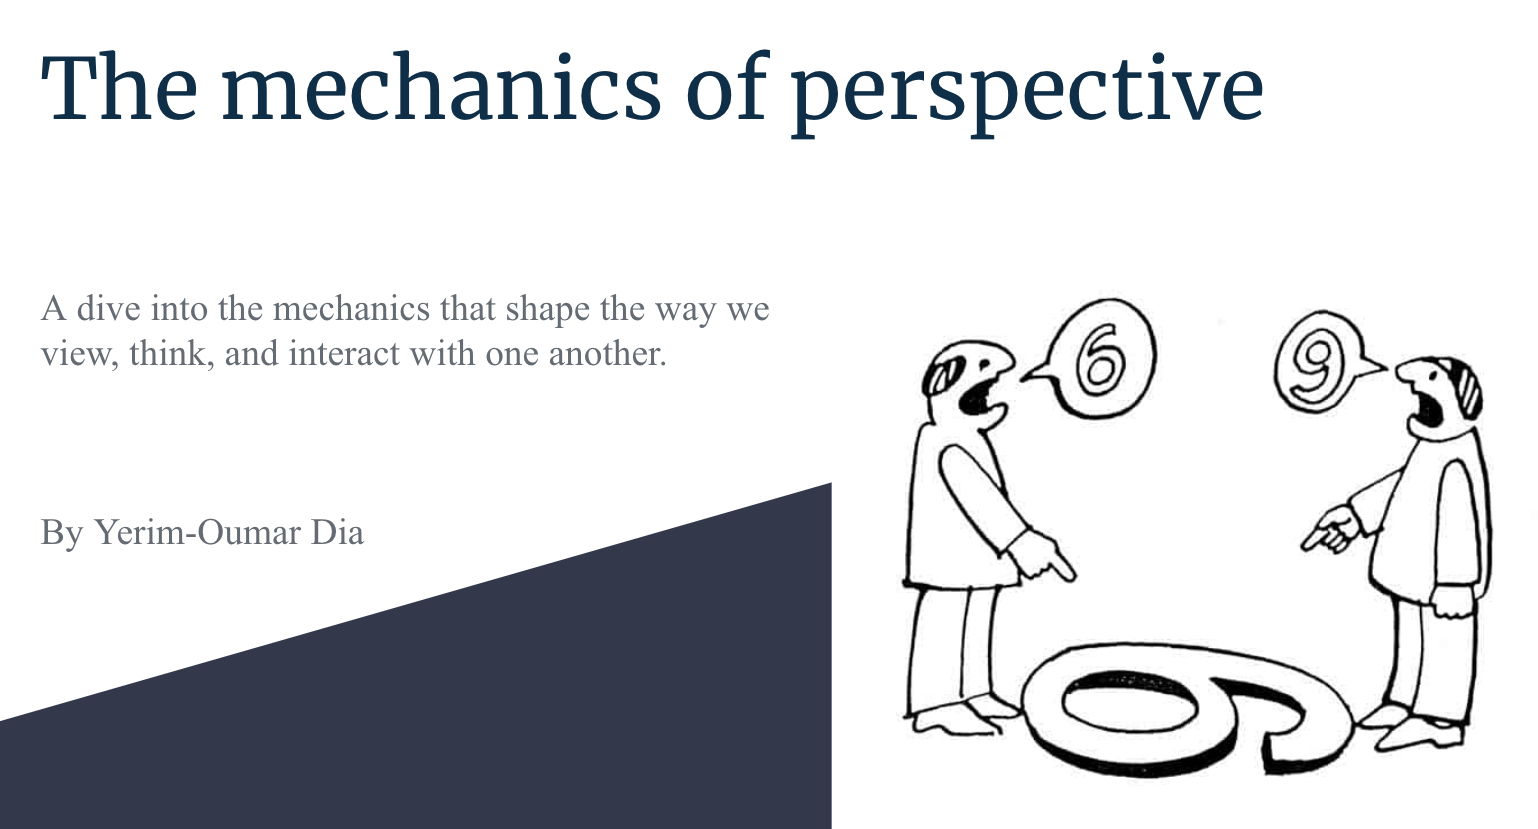 The mechanics of perspective
A dive into the mechanics that shape the way we
view, think, and interact with one another.
By Yerim-Oumar Dia
6
9
6